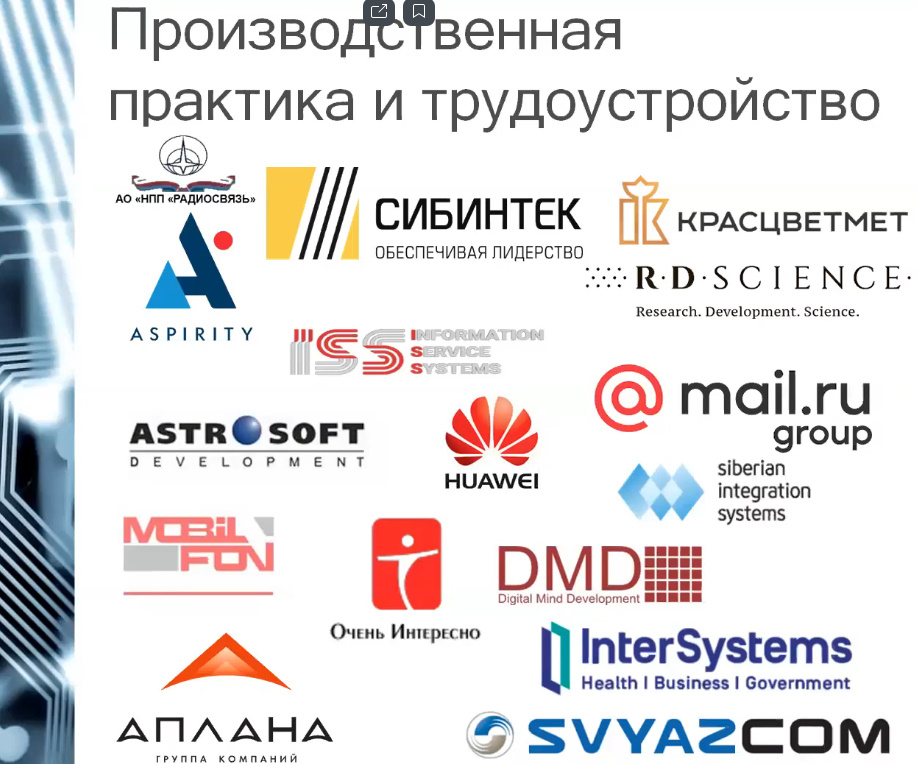 Производственная
практика и трудоустройство
АО «НПП «РАДИОСВЯЗЬ»
СИБИНТЕК
ОБЕСПЕЧИВАЯ ЛИДЕРСТВО
КРАСЦВЕТМЕТ
R·D·SCIENCE·
Research. Development. Science.
ASPIRITY
ISS INFORMATION
SERVICE
SYSTEMS
@mail.ru
group
ASTROSOFT
DEVELOPMENT
HUAWEI
siberian
integration
systems
MOBIL
FON
DMD
Digital Mind Development
Очень Интересно
InterSystems
Health | Business | Government
АПЛАНА
ГРУППА КОМПАНИЙ
SVYAZCOM